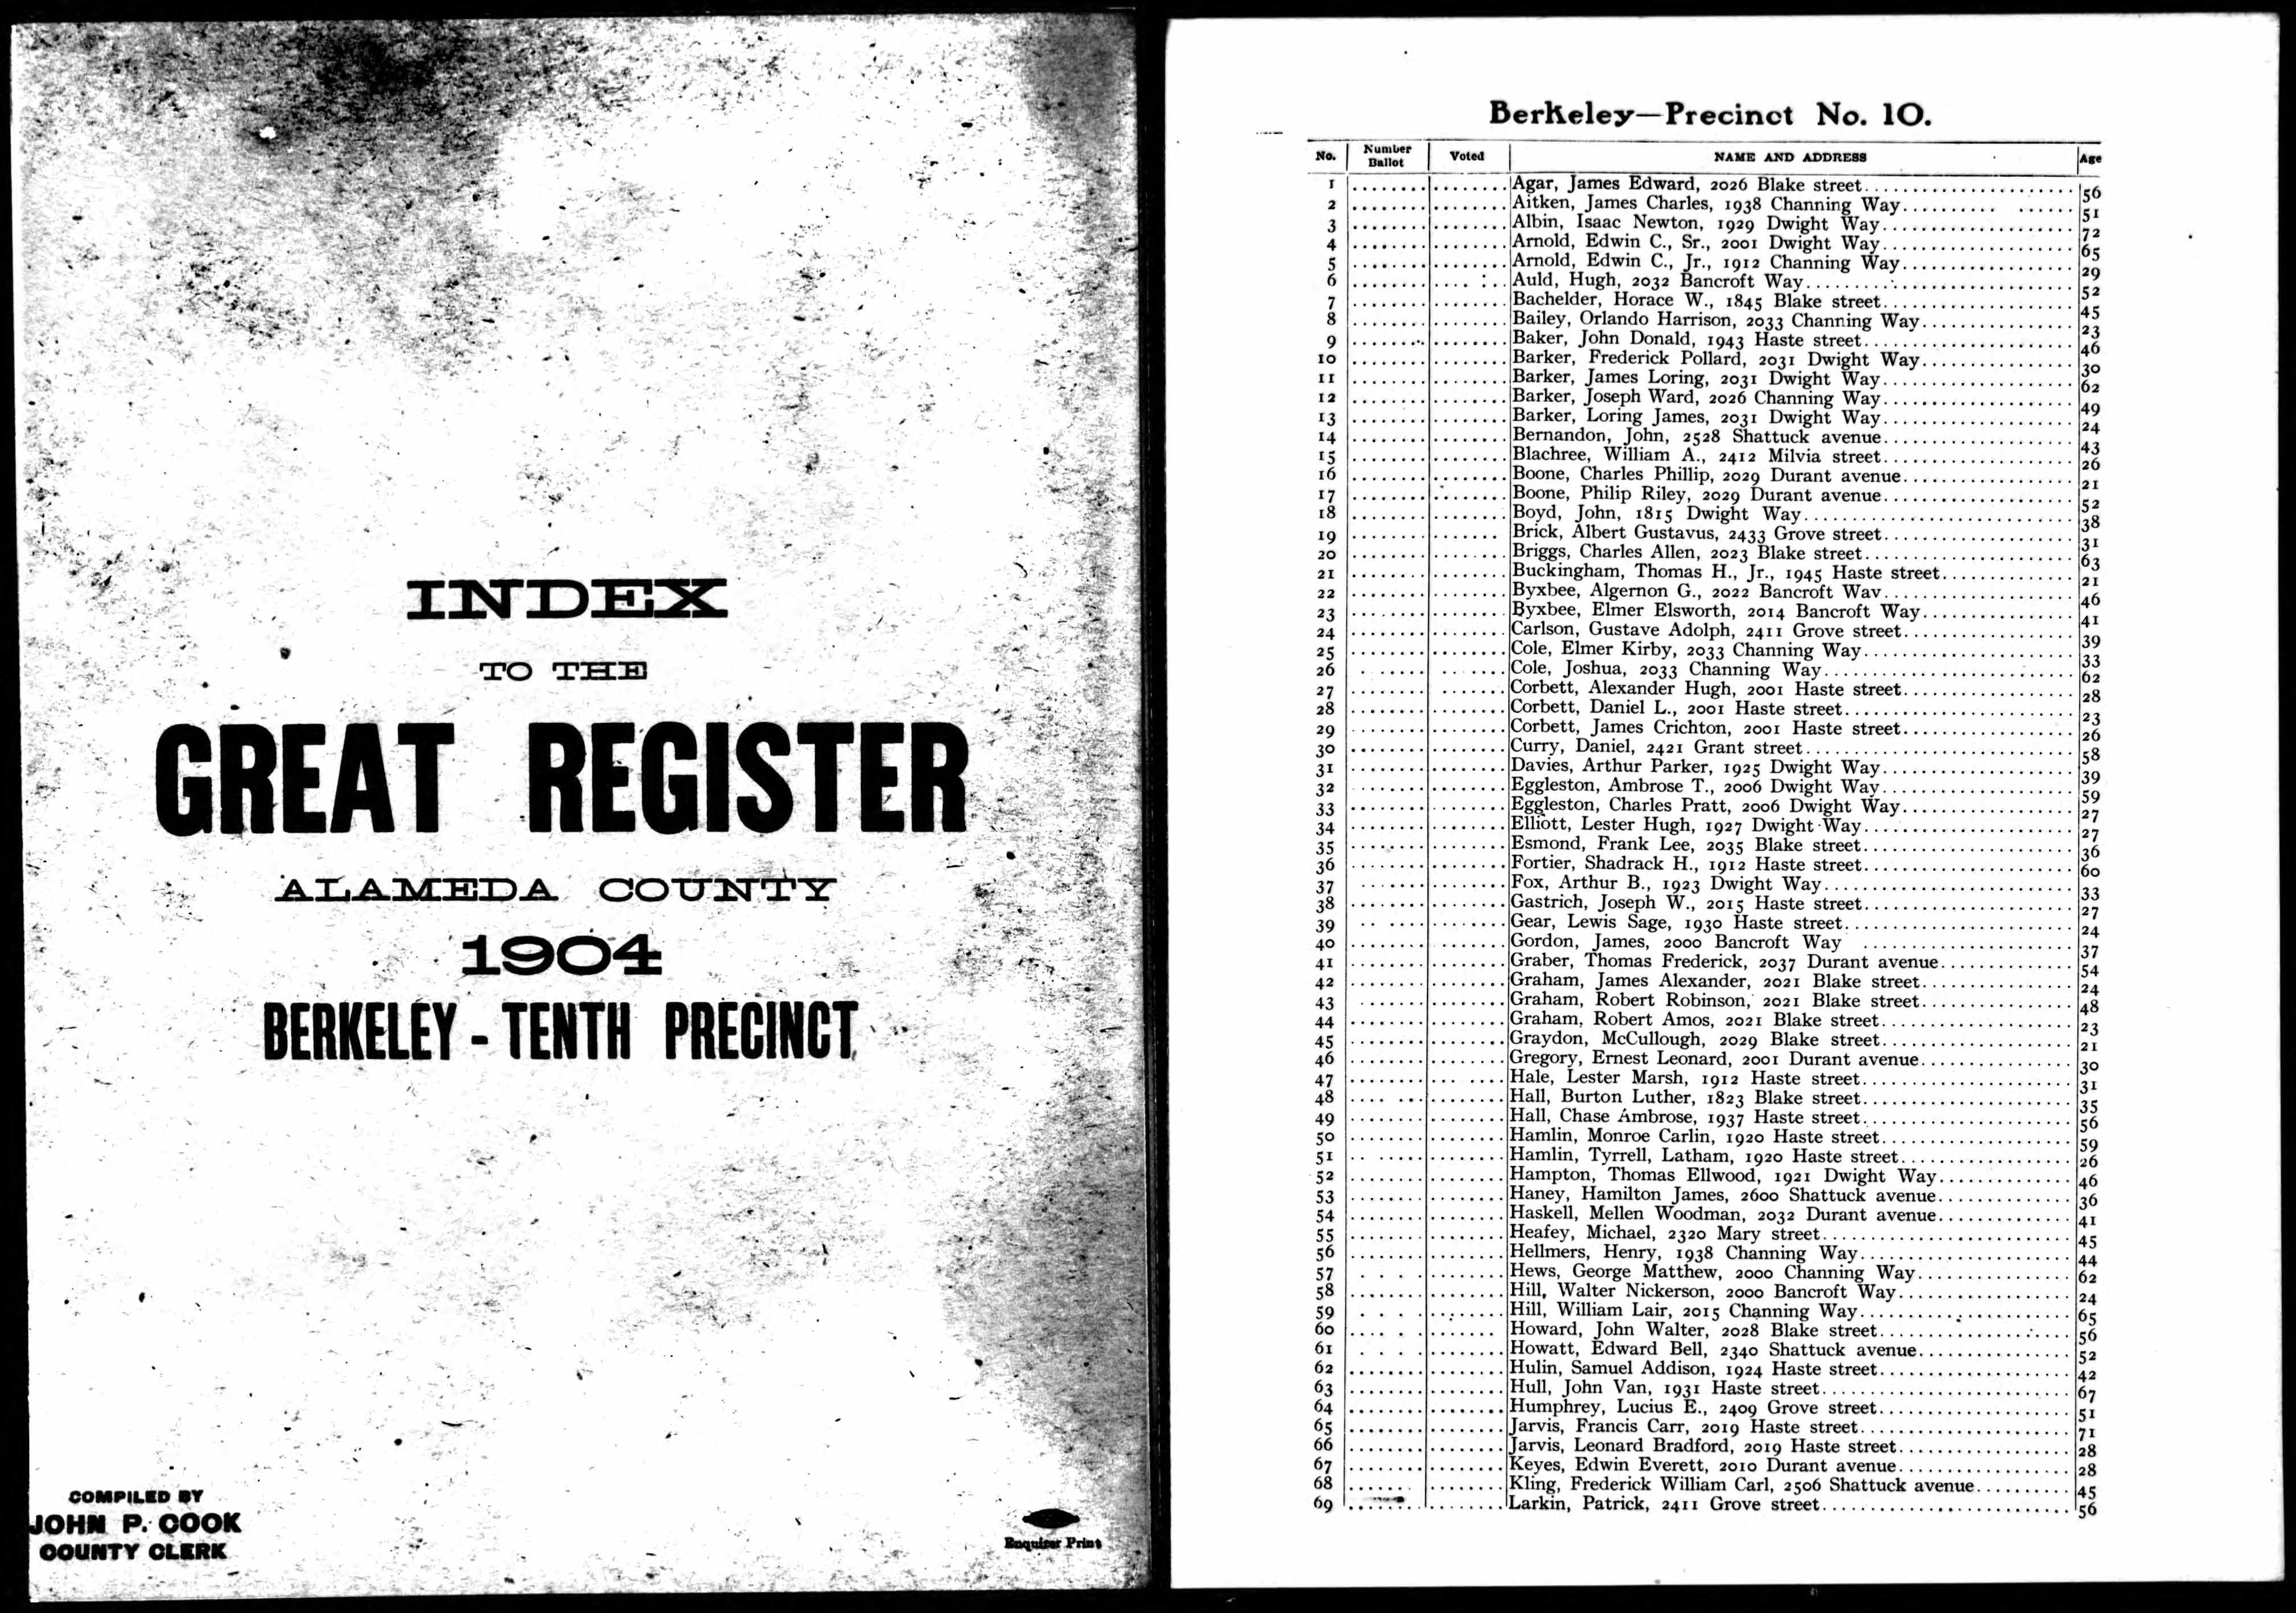 INDEX
TO THE
GREAT REGISTER
ALAMEDA COUNTY
1904
BERKELEY - TENTH PRECINCT
COMPILED BY
JOHN P. COOK
COUNTY CLERK
Enquirer Print
Berkeley—Precinct No. 10.
No. Number Ballot Voted NAME AND ADDRESS Age
1 Agar, James Edward, 2026 Blake street 56
2 Aitken, James Charles, 1938 Channing Way 51
3 Albin, Isaac Newton, 1929 Dwight Way 72
4 Arnold, Edwin C., Sr., 2001 Dwight Way 65
5 Arnold, Edwin C., Jr., 1912 Channing Way 29
6 Auld, Hugh, 2032 Bancroft Way 52
7 Bachelder, Horace W., 1845 Blake street 45
8 Bailey, Orlando Harrison, 2033 Channing Way 23
9 Baker, John Donald, 1943 Haste street 46
10 Barker, Frederick Pollard, 2031 Dwight Way 30
11 Barker, James Loring, 2031 Dwight Way 62
12 Barker, Joseph Ward, 2026 Channing Way 49
13 Barker, Loring James, 2031 Dwight Way 24
14 Bernandon, John, 2528 Shattuck avenue 43
15 Blachree, William A., 2412 Milvia street 26
16 Boone, Charles Phillip, 2029 Durant avenue 21
17 Boone, Philip Riley, 2029 Durant avenue 52
18 Boyd, John, 1815 Dwight Way 38
19 Brick, Albert Gustavus, 2433 Grove street 31
20 Briggs, Charles Allen, 2023 Blake street 63
21 Buckingham, Thomas H., Jr., 1945 Haste street 21
22 Byxbee, Algernon G., 2022 Bancroft Wav 46
23 Byxbee, Elmer Elsworth, 2014 Bancroft Way 41
24 Carlson, Gustave Adolph, 2411 Grove street 39
25 Cole, Elmer Kirby, 2033 Channing Way 33
26 Cole, Joshua, 2033 Channing Way 62
27 Corbett, Alexander Hugh, 2001 Haste street 28
28 Corbett, Daniel L., 2001 Haste street 23
29 Corbett, James Crichton, 2001 Haste street 26
30 Curry, Daniel, 2421 Grant street 58
31 Davies, Arthur Parker, 1925 Dwight Way 39
32 Eggleston, Ambrose T., 2006 Dwight Way 59
33 Eggleston, Charles Pratt, 2006 Dwight Way 27
34 Elliott, Lester Hugh, 1927 Dwight Way 27
35 Esmond, Frank Lee, 2035 Blake street 36
36 Fortier, Shadrack H., 1912 Haste street 60
37 Fox, Arthur B., 1923 Dwight Way 33
38 Gastrich, Joseph W., 2015 Haste street 27
39 Gear, Lewis Sage, 1930 Haste street 24
40 Gordon, James, 2000 Bancroft Way 37
41 Graber, Thomas Frederick, 2037 Durant avenue 54
42 Graham, James Alexander, 2021 Blake street 24
43 Graham, Robert Robinson, 2021 Blake street 48
44 Graham, Robert Amos, 2021 Blake street 23
45 Graydon, McCullough, 2029 Blake street 21
46 Gregory, Ernest Leonard, 2001 Durant avenue 30
47 Hale, Lester Marsh, 1912 Haste street 31
48 Hall, Burton Luther, 1823 Blake street 35
49 Hall, Chase Ambrose, 1937 Haste street 56
50 Hamlin, Monroe Carlin, 1920 Haste street 59
51 Hamlin, Tyrrell, Latham, 1920 Haste street 26
52 Hampton, Thomas Ellwood, 1921 Dwight Way 46
53 Haney, Hamilton James, 2600 Shattuck avenue 36
54 Haskell, Mellen Woodman, 2032 Durant avenue 41
55 Heafey, Michael, 2320 Mary street 45
56 Hellmers, Henry, 1938 Channing Way 44
57 Hews, George Matthew, 2000 Channing Way 62
58 Hill, Walter Nickerson, 2000 Bancroft Way 24
59 Hill, William Lair, 2015 Channing Way 65
60 Howard, John Walter, 2028 Blake street 56
61 Howatt, Edward Bell, 2340 Shattuck avenue 52
62 Hulin, Samuel Addison, 1924 Haste street 42
63 Hull, John Van, 1931 Haste street 67
64 Humphrey, Lucius E., 2409 Grove street 51
65 Jarvis, Francis Carr, 2019 Haste street 71
66 Jarvis, Leonard Bradford, 2019 Haste street 28
67 Keyes, Edwin Everett, 2010 Durant avenue 28
68 Kling, Frederick William Carl, 2506 Shattuck avenue 45
69 Larkin, Patrick, 2411 Grove street 56